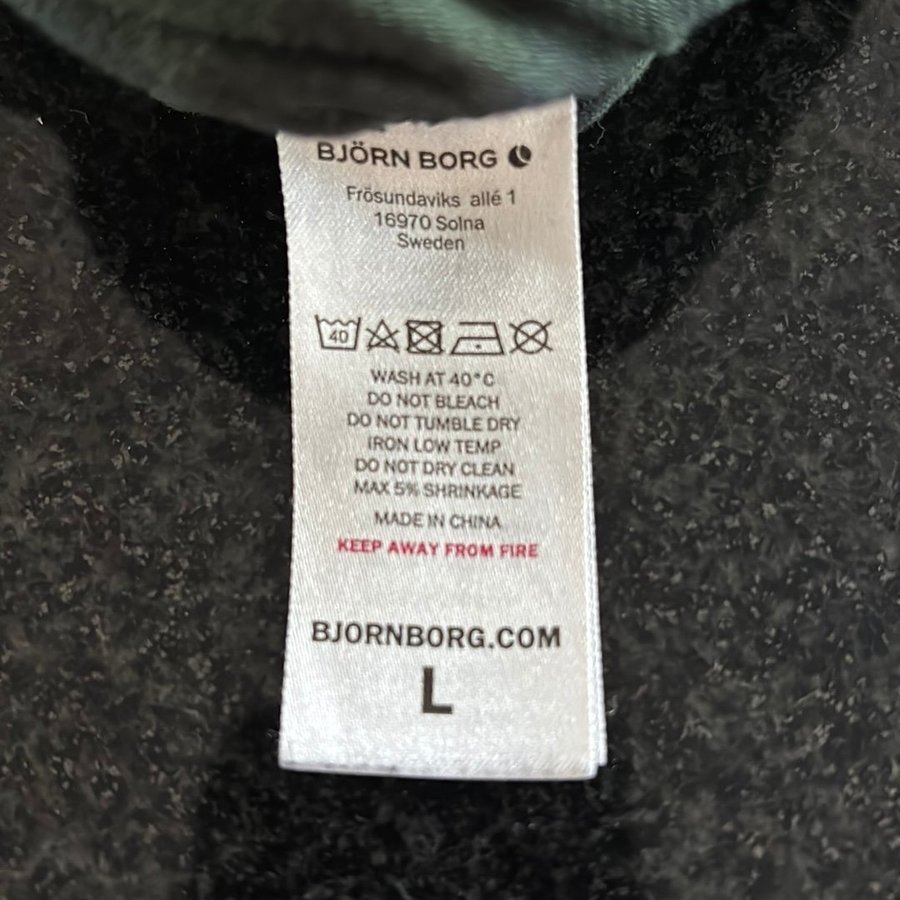 BJÖRN BORG
Frösundaviks allé 1
16970 Solna
Sweden
40
WASH AT 40°C
DO NOT BLEACH
DO NOT TUMBLE DRY
IRON LOW TEMP
DO NOT DRY CLEAN
MAX 5% SHRINKAGE
MADE IN CHINA
KEEP AWAY FROM FIRE
BJORNBORG.COM
L